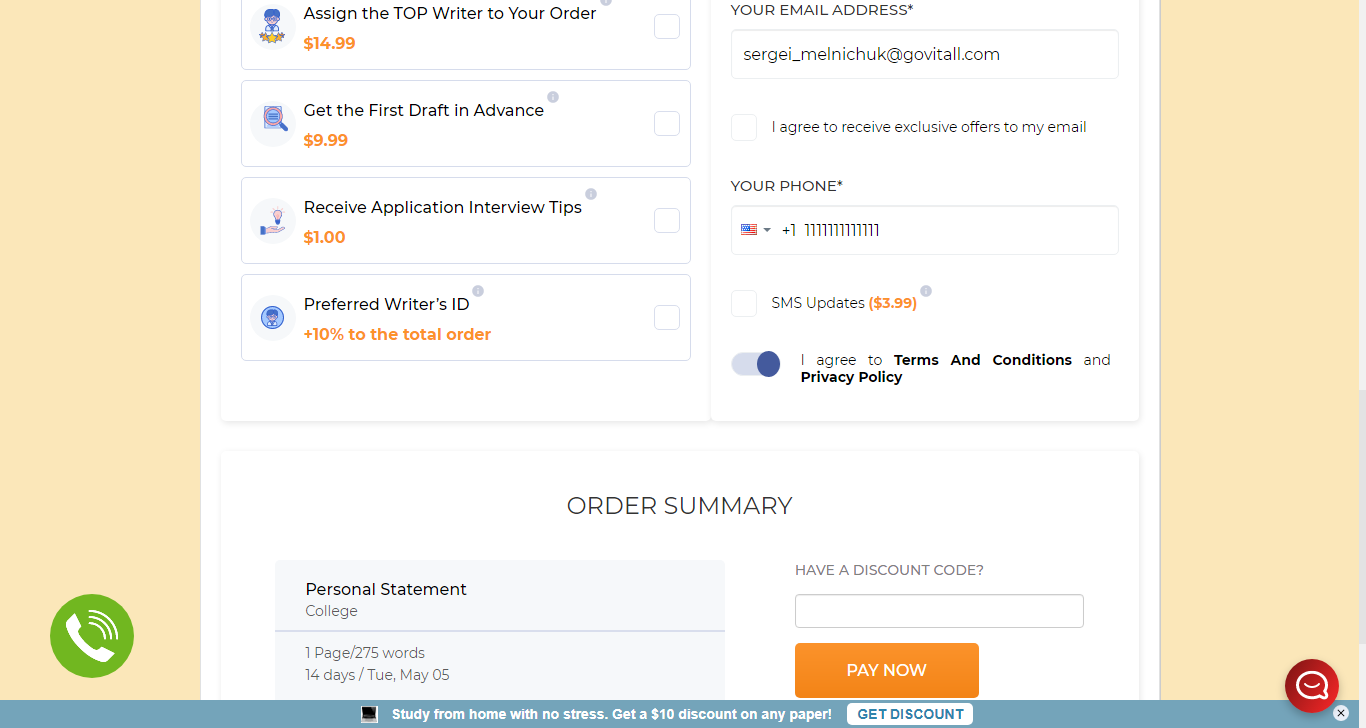 Assign the TOP Writer to Your Order
$14.99
Get the First Draft in Advance
$9.99
Receive Application Interview Tips
$1.00
Preferred Writer’s ID
+10% to the total order
YOUR EMAIL ADDRESS*
sergei_melnichuk@govitall.com
I agree to receive exclusive offers to my email
YOUR PHONE*
+1 1111111111111
SMS Updates ($3.99)
I agree to Terms And Conditions and
Privacy Policy
ORDER SUMMARY
Personal Statement
College
1 Page/275 words
14 days / Tue, May 05
HAVE A DISCOUNT CODE?
PAY NOW
Study from home with no stress. Get a $10 discount on any paper!
GET DISCOUNT